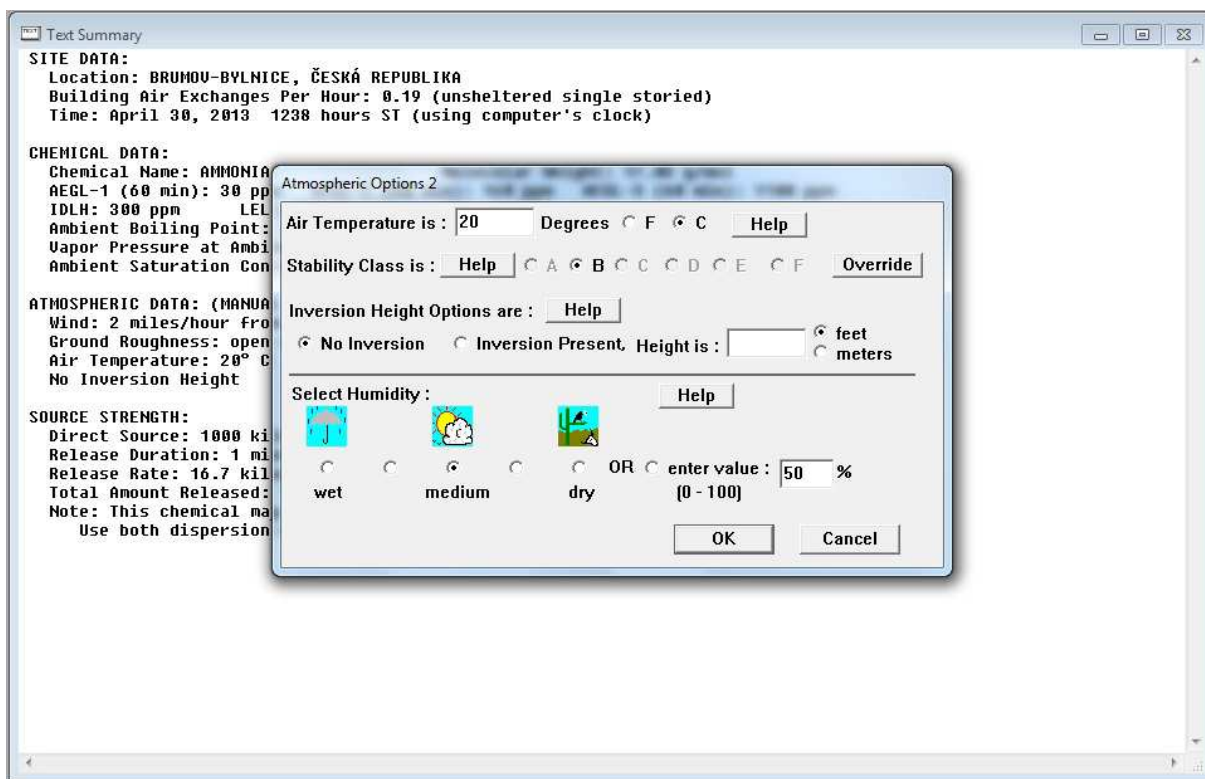 Text Summary
SITE DATA:
Location: BRUMOV-BYLNICE, ČESKÁ REPUBLIKA
Building Air Exchanges Per Hour: 0.19 (unsheltered single storied)
Time: April 30, 2013 1238 hours ST (using computer's clock)
CHEMICAL DATA:
Chemical Name: AMMONIA
AEGL-1 (60 min): 30 pp
IDLH: 300 ppm LEL
Ambient Boiling Point:
Vapor Pressure at Ambi
Ambient Saturation Con
ATMOSPHERIC DATA: (MANUA
Wind: 2 miles/hour fro
Ground Roughness: open
Air Temperature: 20° C
No Inversion Height
SOURCE STRENGTH:
Direct Source: 1000 ki
Release Duration: 1 mi
Release Rate: 16.7 kil
Total Amount Released:
Note: This chemical ma
Use both dispersion
Atmospheric Options 2
Air Temperature is : 20 Degrees F C Help
Stability Class is : Help A B C D E F Override
Inversion Height Options are : Help
No Inversion Inversion Present, Height is : feet
meters
Select Humidity : Help
OR enter value : 50 %
wet medium dry (0 - 100)
OK Cancel